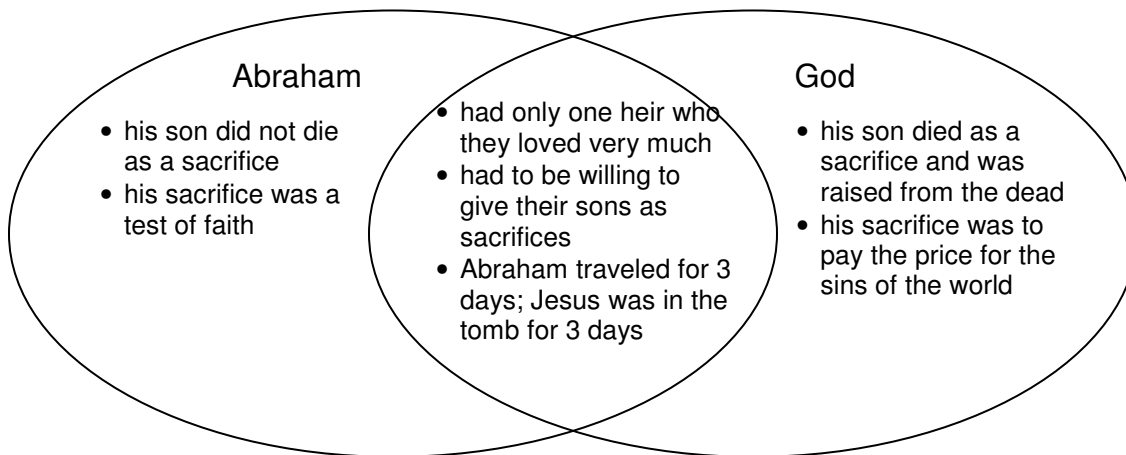 Abraham
• his son did not die
as a sacrifice
• his sacrifice was a
test of faith
• had only one heir who
they loved very much
• had to be willing to
give their sons as
sacrifices
• Abraham traveled for 3
days; Jesus was in the
tomb for 3 days
God
• his son died as a
sacrifice and was
raised from the dead
• his sacrifice was to
pay the price for the
sins of the world